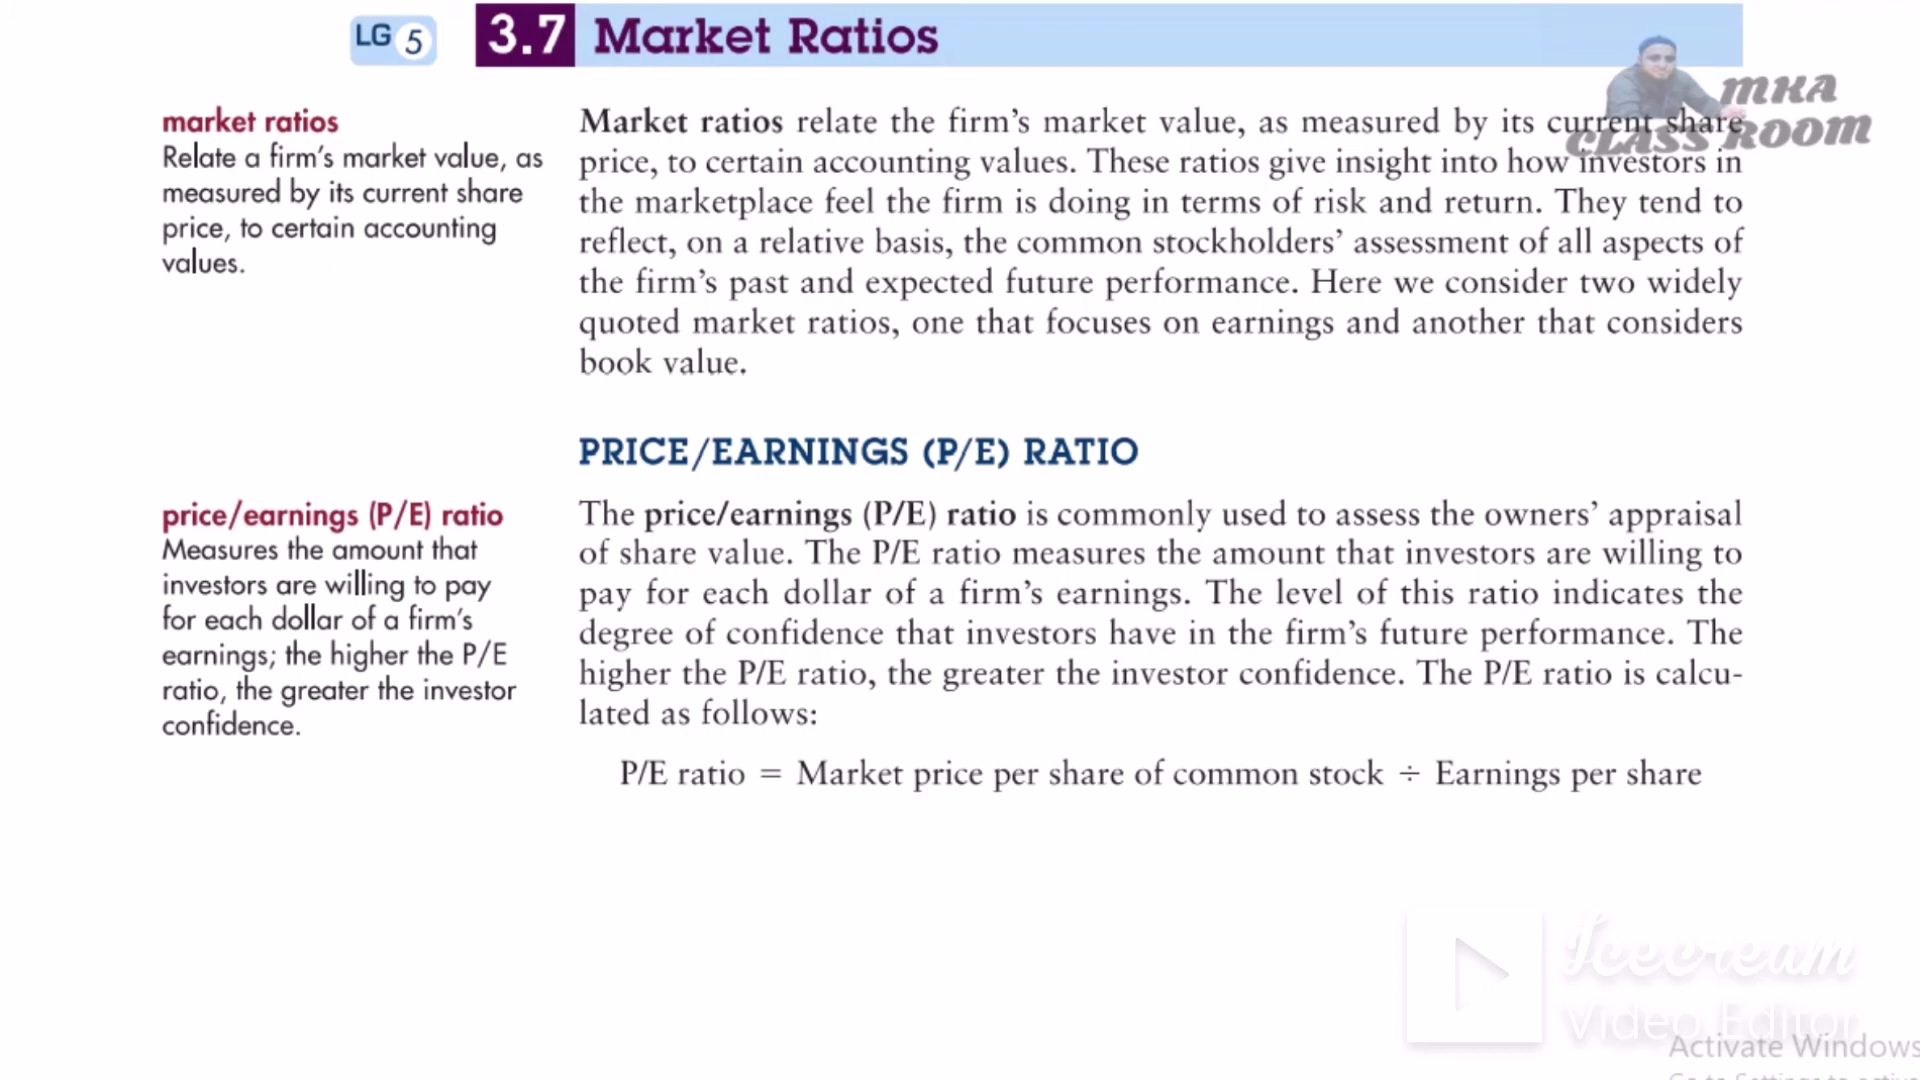 LG 5
3.7 Market Ratios
MKA
CLASS ROOM
market ratios
Relate a firm's market value, as
measured by its current share
price, to certain accounting
values.
Market ratios relate the firm's market value, as measured by its current share
price, to certain accounting values. These ratios give insight into how investors in
the marketplace feel the firm is doing in terms of risk and return. They tend to
reflect, on a relative basis, the common stockholders' assessment of all aspects of
the firm's past and expected future performance. Here we consider two widely
quoted market ratios, one that focuses on earnings and another that considers
book value.
PRICE/EARNINGS (P/E) RATIO
price/earnings (P/E) ratio
Measures the amount that
investors are willing to pay
for each dollar of a firm's
earnings; the higher the P/E
ratio, the greater the investor
confidence.
The price/earnings (P/E) ratio is commonly used to assess the owners' appraisal
of share value. The P/E ratio measures the amount that investors are willing to
pay for each dollar of a firm's earnings. The level of this ratio indicates the
degree of confidence that investors have in the firm's future performance. The
higher the P/E ratio, the greater the investor confidence. The P/E ratio is calcu-
lated as follows:
P/E ratio = Market price per share of common stock ÷ Earnings per share
Icecream
Video Editor
Activate Windows